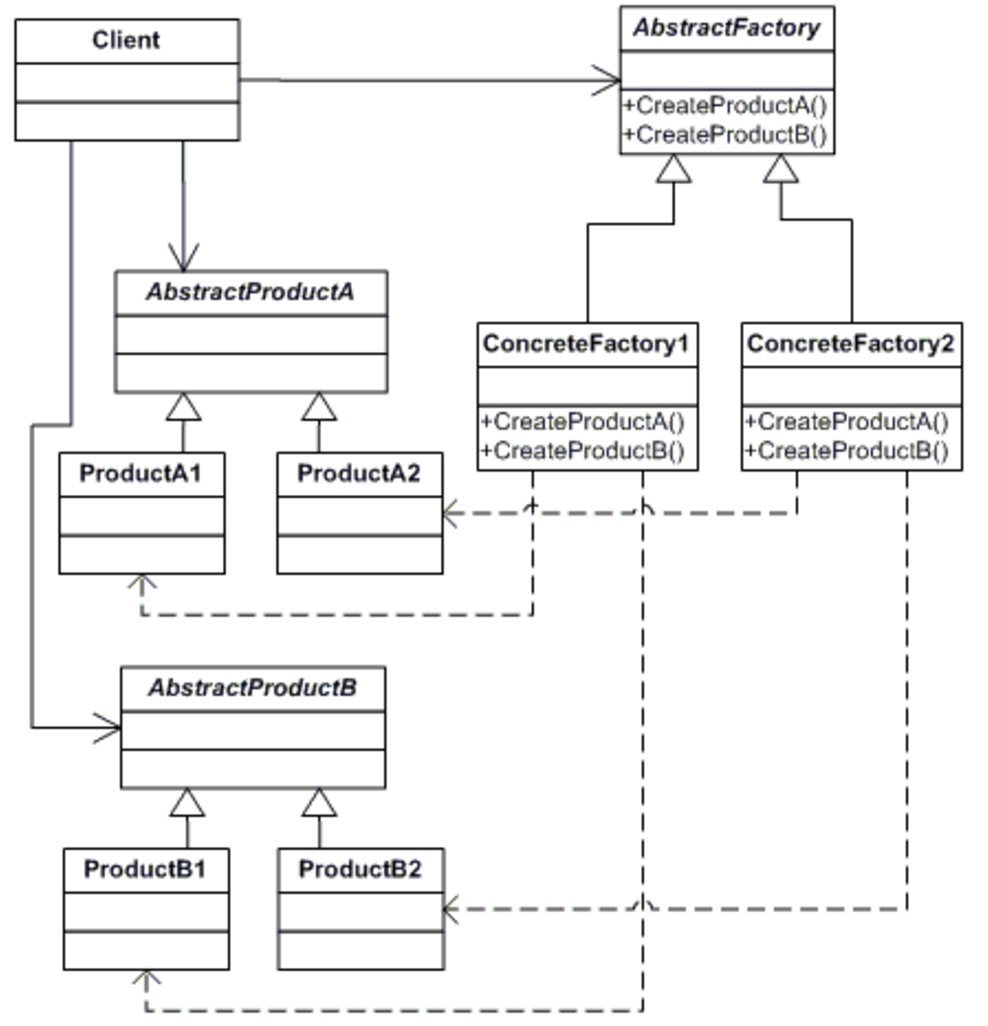 Client
AbstractFactory
+CreateProductA()
+CreateProductB()
AbstractProductA
ConcreteFactory1
+CreateProductA()
+CreateProductB()
ConcreteFactory2
+CreateProductA()
+CreateProductB()
ProductA1
ProductA2
AbstractProductB
ProductB1
ProductB2